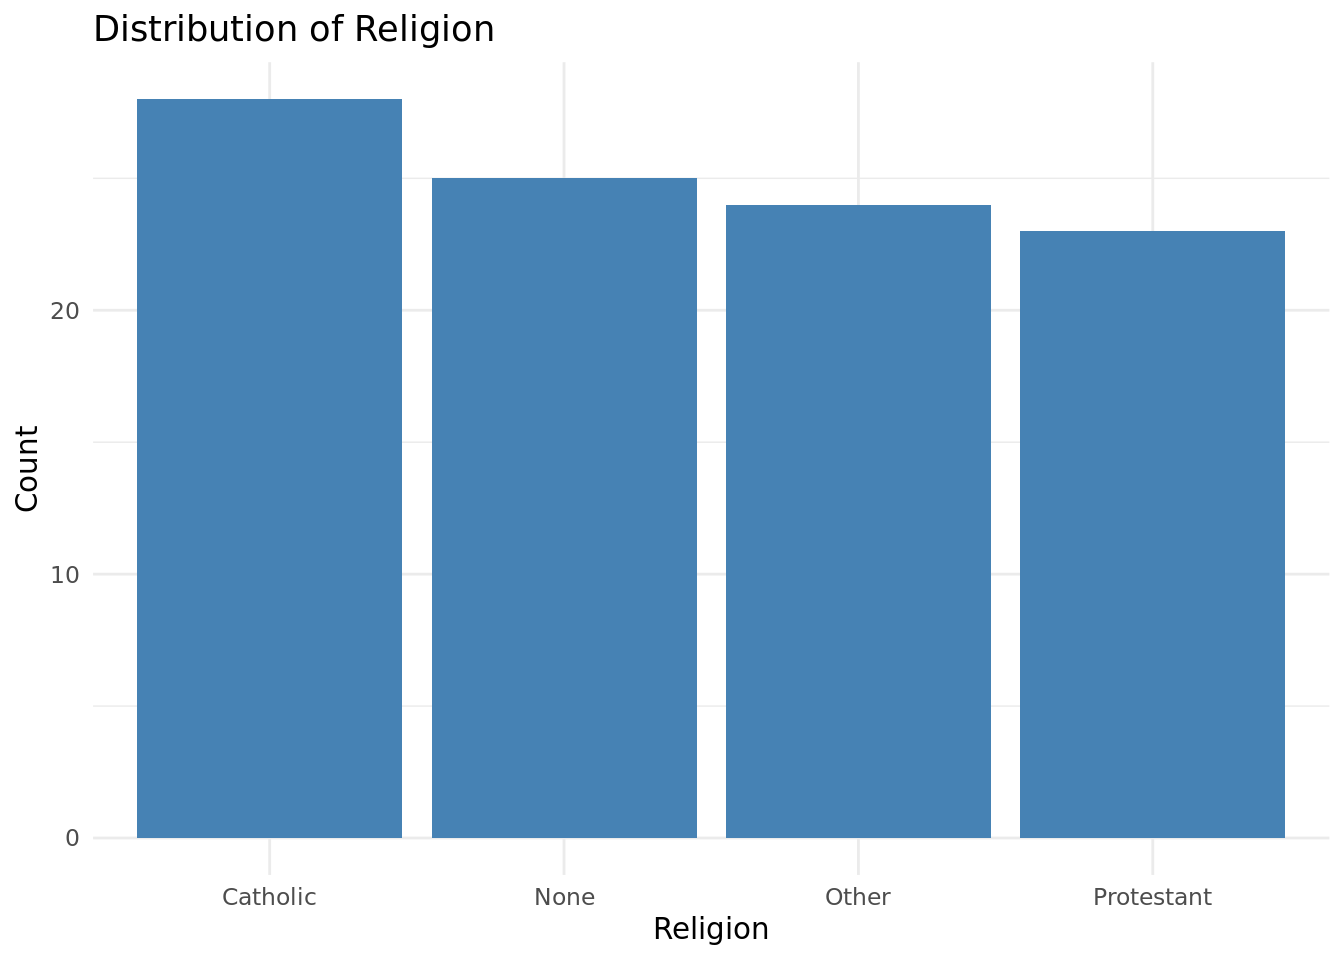 Distribution of Religion
20
10
0
Count
Catholic None Other Protestant
Religion